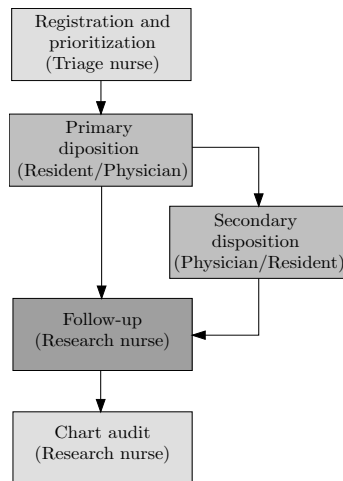 Registration and
prioritization
(Triage nurse)
Primary
diposition
(Resident/Physician)
Secondary
disposition
(Physician/Resident)
Follow-up
(Research nurse)
Chart audit
(Research nurse)